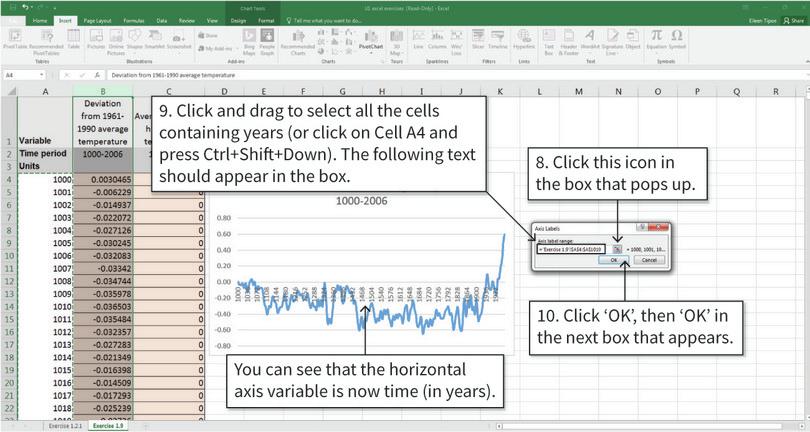 Chart Tools
U1 excel exercises (Read-Only) - Excel
Eileen Tipoe
Share
File Home Insert Page Layout Formulas Data Review View Design Format Tell me what you want to do...
PivotTable Recommended PivotTables Table
Tables
Pictures Online Pictures Shapes SmartArt Screenshot
Illustrations
Store
My Add-ins
Bing Maps People Graph
Add-ins
Recommended Charts
PivotChart
Charts
3D Map
Tours
Line Column Win/Loss
Sparklines
Slicer Timeline
Filters
Hyperlink
Links
Text Box Header & Footer WordArt Signature Line Object
Text
Equation Symbol
Symbols
A4
fx
Deviation from 1961-1990 average temperature
A B C D E F G H I J K L M N O P Q R
1 Variable
Deviation
from 1961-
1990 average
temperature
2 Time period 1000-2006
3 Units
4 1000 0.0030465 0
5 1001 -0.006229 0
6 1002 -0.014937 0
7 1003 -0.022072 0
8 1004 -0.027126 0
9 1005 -0.030245 0
10 1006 -0.032083 0
11 1007 -0.03342 0
12 1008 -0.034744 0
13 1009 -0.035978 0
14 1010 -0.036503 0
15 1011 -0.035484 0
16 1012 -0.032357 0
17 1013 -0.027283 0
18 1014 -0.021349 0
19 1015 -0.016398 0
20 1016 -0.014509 0
21 1017 -0.017293 0
22 1018 -0.025239 0
9. Click and drag to select all the cells
containing years (or click on Cell A4 and
press Ctrl+Shift+Down). The following text
should appear in the box.
8. Click this icon in
the box that pops up.
1000-2006
0.80
0.60
0.40
0.20
0.00
-0.20
-0.40
-0.60
-0.80
Axis Labels
Axis label range:
='Exercise 1.9'!$A$4:$A$1010
= 1000, 1001, 10...
OK
Cancel
10. Click ‘OK’, then ‘OK’ in
the next box that appears.
You can see that the horizontal
axis variable is now time (in years).
Exercise 1.2.1
Exercise 1.9